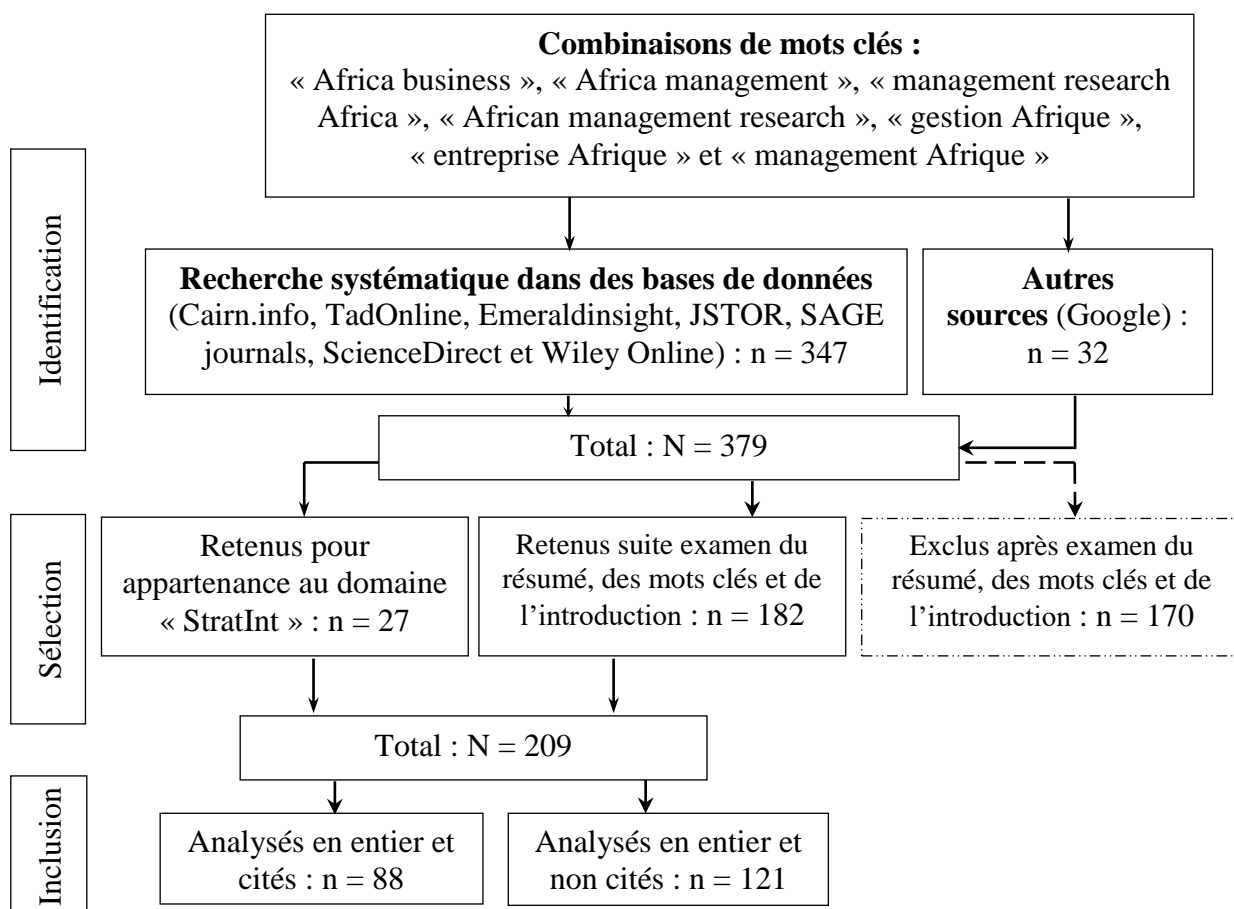 Combinaisons de mots clés :
« Africa business », « Africa management », « management research
Africa », « African management research », « gestion Afrique »,
« entreprise Afrique » et « management Afrique »
Identification
Recherche systématique dans des bases de données
(Cairn.info, TadOnline, Emeraldinsight, JSTOR, SAGE
journals, ScienceDirect et Wiley Online) : n = 347
Autres
sources (Google) :
n = 32
Total : N = 379
Sélection
Retenus pour
appartenance au domaine
« StratInt » : n = 27
Retenus suite examen du
résumé, des mots clés et de
l’introduction : n = 182
Exclus après examen du
résumé, des mots clés et de
l’introduction : n = 170
Total : N = 209
Inclusion
Analysés en entier et
cités : n = 88
Analysés en entier et
non cités : n = 121